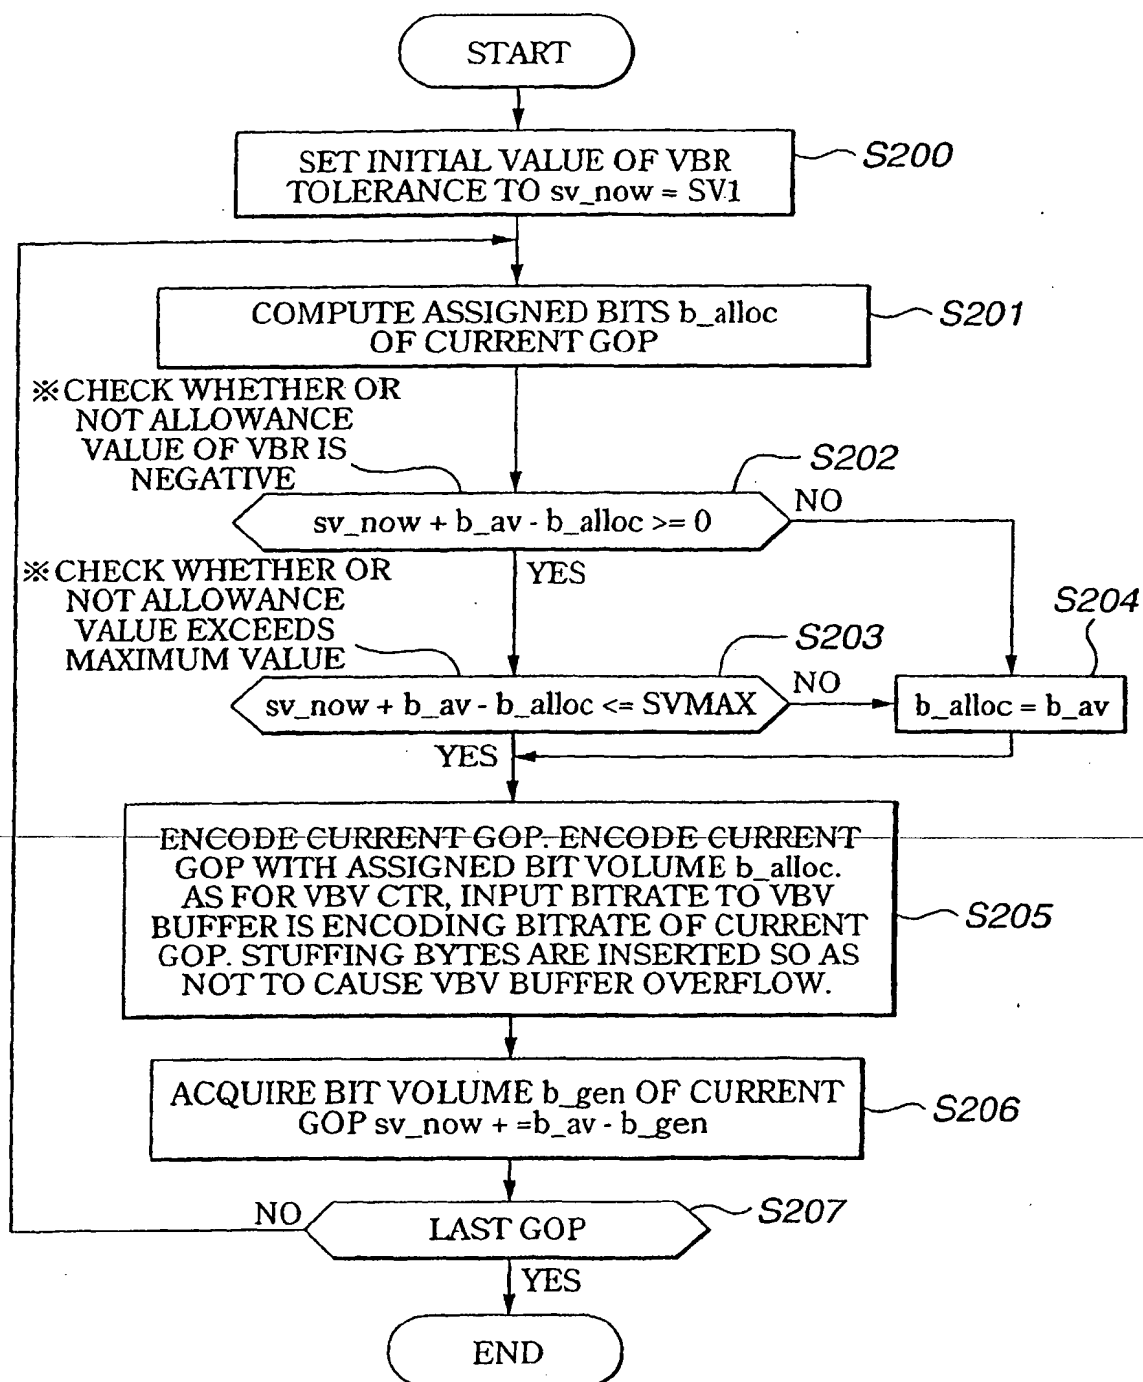 START
SET INITIAL VALUE OF VBR
TOLERANCE TO sv_now = SV1
S200
COMPUTE ASSIGNED BITS b_alloc
OF CURRENT GOP
S201
※ CHECK WHETHER OR
NOT ALLOWANCE
VALUE OF VBR IS
NEGATIVE
S202
sv_now + b_av - b_alloc >= 0
NO
YES
※ CHECK WHETHER OR
NOT ALLOWANCE
VALUE EXCEEDS
MAXIMUM VALUE
S203
sv_now + b_av - b_alloc <= SVMAX
NO
S204
b_alloc = b_av
YES
ENCODE CURRENT GOP. ENCODE CURRENT
GOP WITH ASSIGNED BIT VOLUME b_alloc.
AS FOR VBV CTR, INPUT BITRATE TO VBV
BUFFER IS ENCODING BITRATE OF CURRENT
GOP. STUFFING BYTES ARE INSERTED SO AS
NOT TO CAUSE VBV BUFFER OVERFLOW.
S205
ACQUIRE BIT VOLUME b_gen OF CURRENT
GOP sv_now + =b_av - b_gen
S206
NO
LAST GOP
S207
YES
END